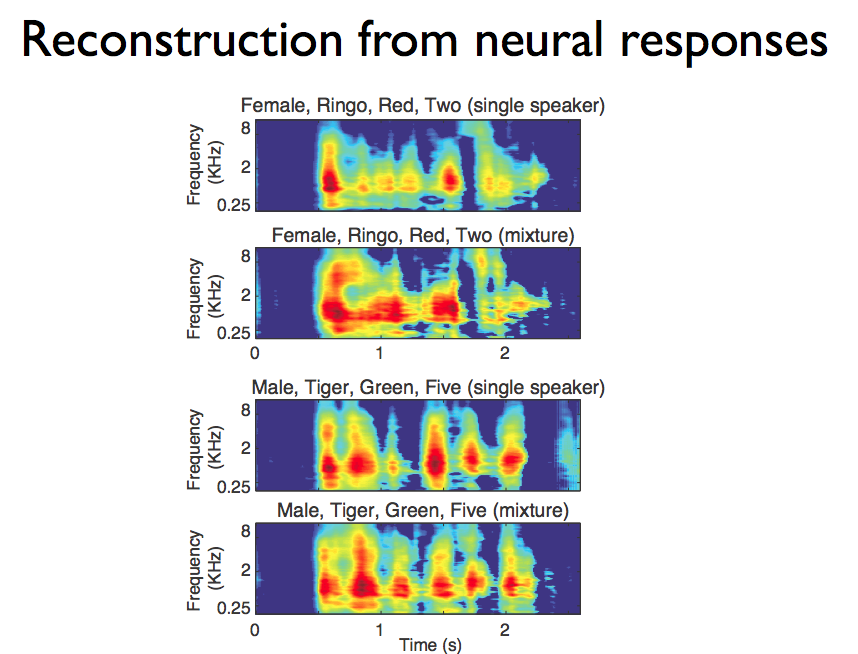 Reconstruction from neural responses
Female, Ringo, Red, Two (single speaker)
Frequency
(KHz)
8
2
0.25
Female, Ringo, Red, Two (mixture)
Frequency
(KHz)
8
2
0.25
0 1 2
Male, Tiger, Green, Five (single speaker)
Frequency
(KHz)
8
2
0.25
Male, Tiger, Green, Five (mixture)
Frequency
(KHz)
8
2
0.25
0 1 2
Time (s)